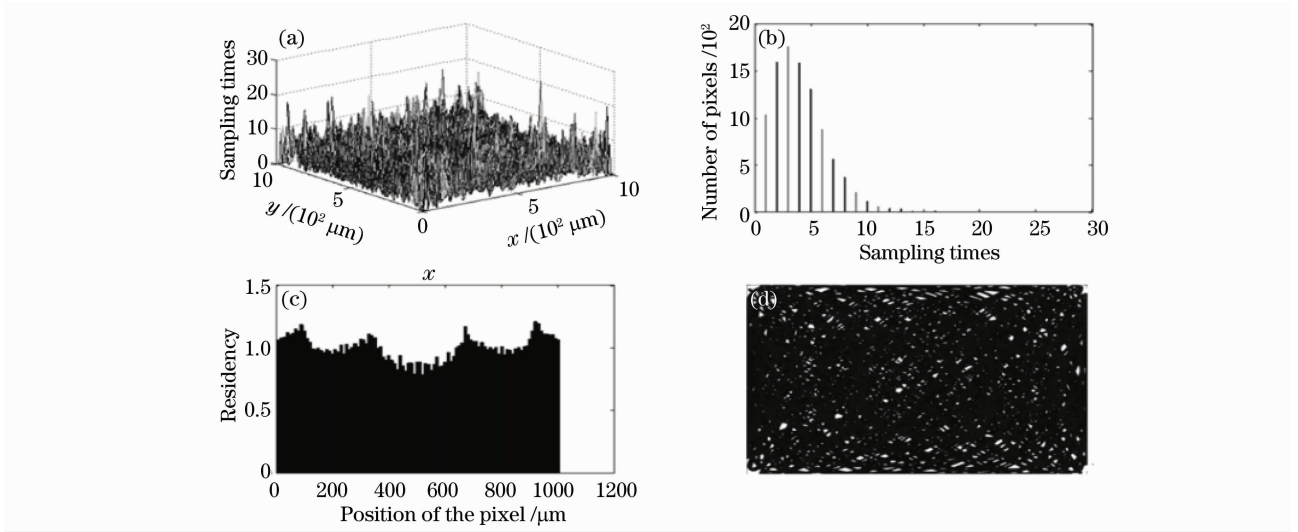 (a)
Sampling times
30
20
10
0
10
5
0
y /(10² μm)
5
10
x /(10² μm)
(b)
Number of pixels /10²
20
15
10
5
0
0 5 10 15 20 25 30
Sampling times
x
(c)
Residency
1.5
1.0
0.5
0
0 200 400 600 800 1000 1200
Position of the pixel /μm
(d)